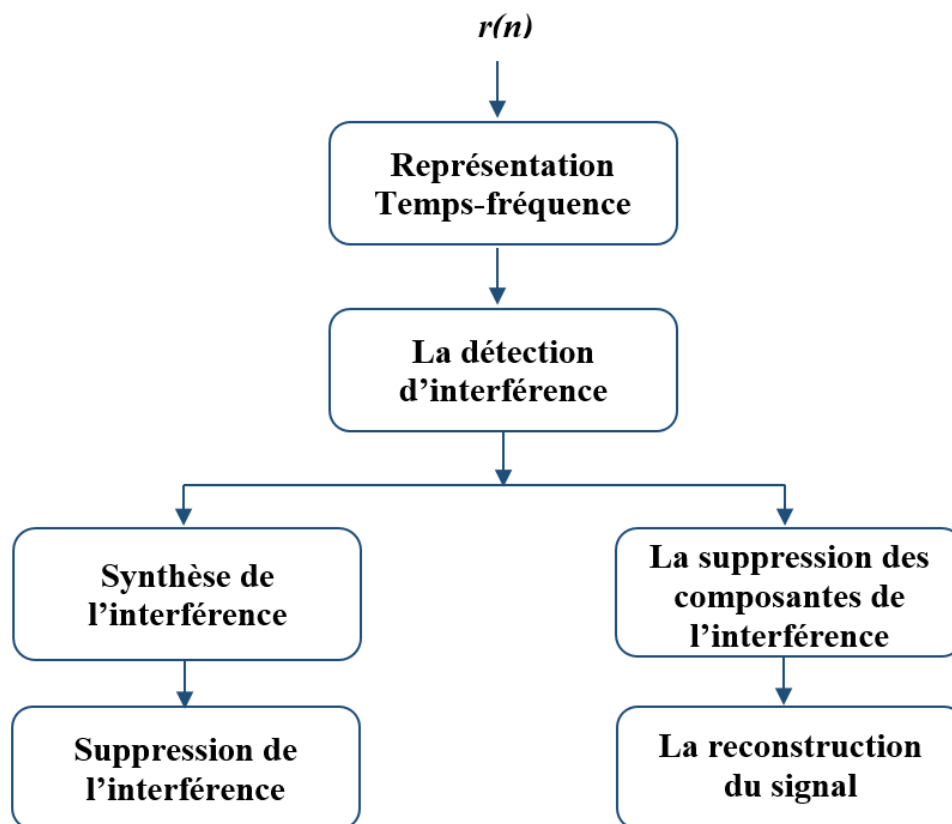 r(n)
Représentation
Temps-fréquence
La détection
d’interférence
Synthèse de
l’interférence
La suppression des
composantes de
l’interférence
Suppression de
l’interférence
La reconstruction
du signal